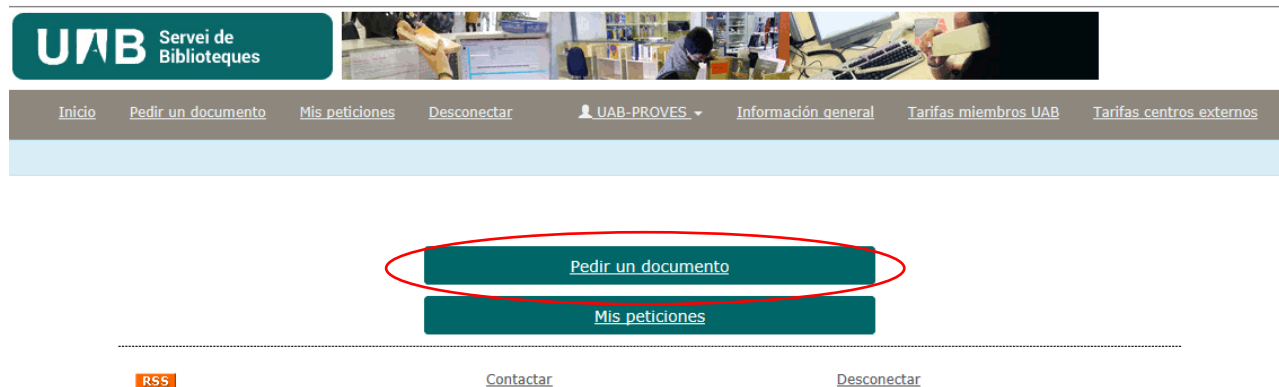 UAB Servei de
Biblioteques
Inicio Pedir un documento Mis peticiones Desconectar UAB-PROVES Información general Tarifas miembros UAB Tarifas centros externos
Pedir un documento
Mis peticiones
RSS Contactar Desconectar